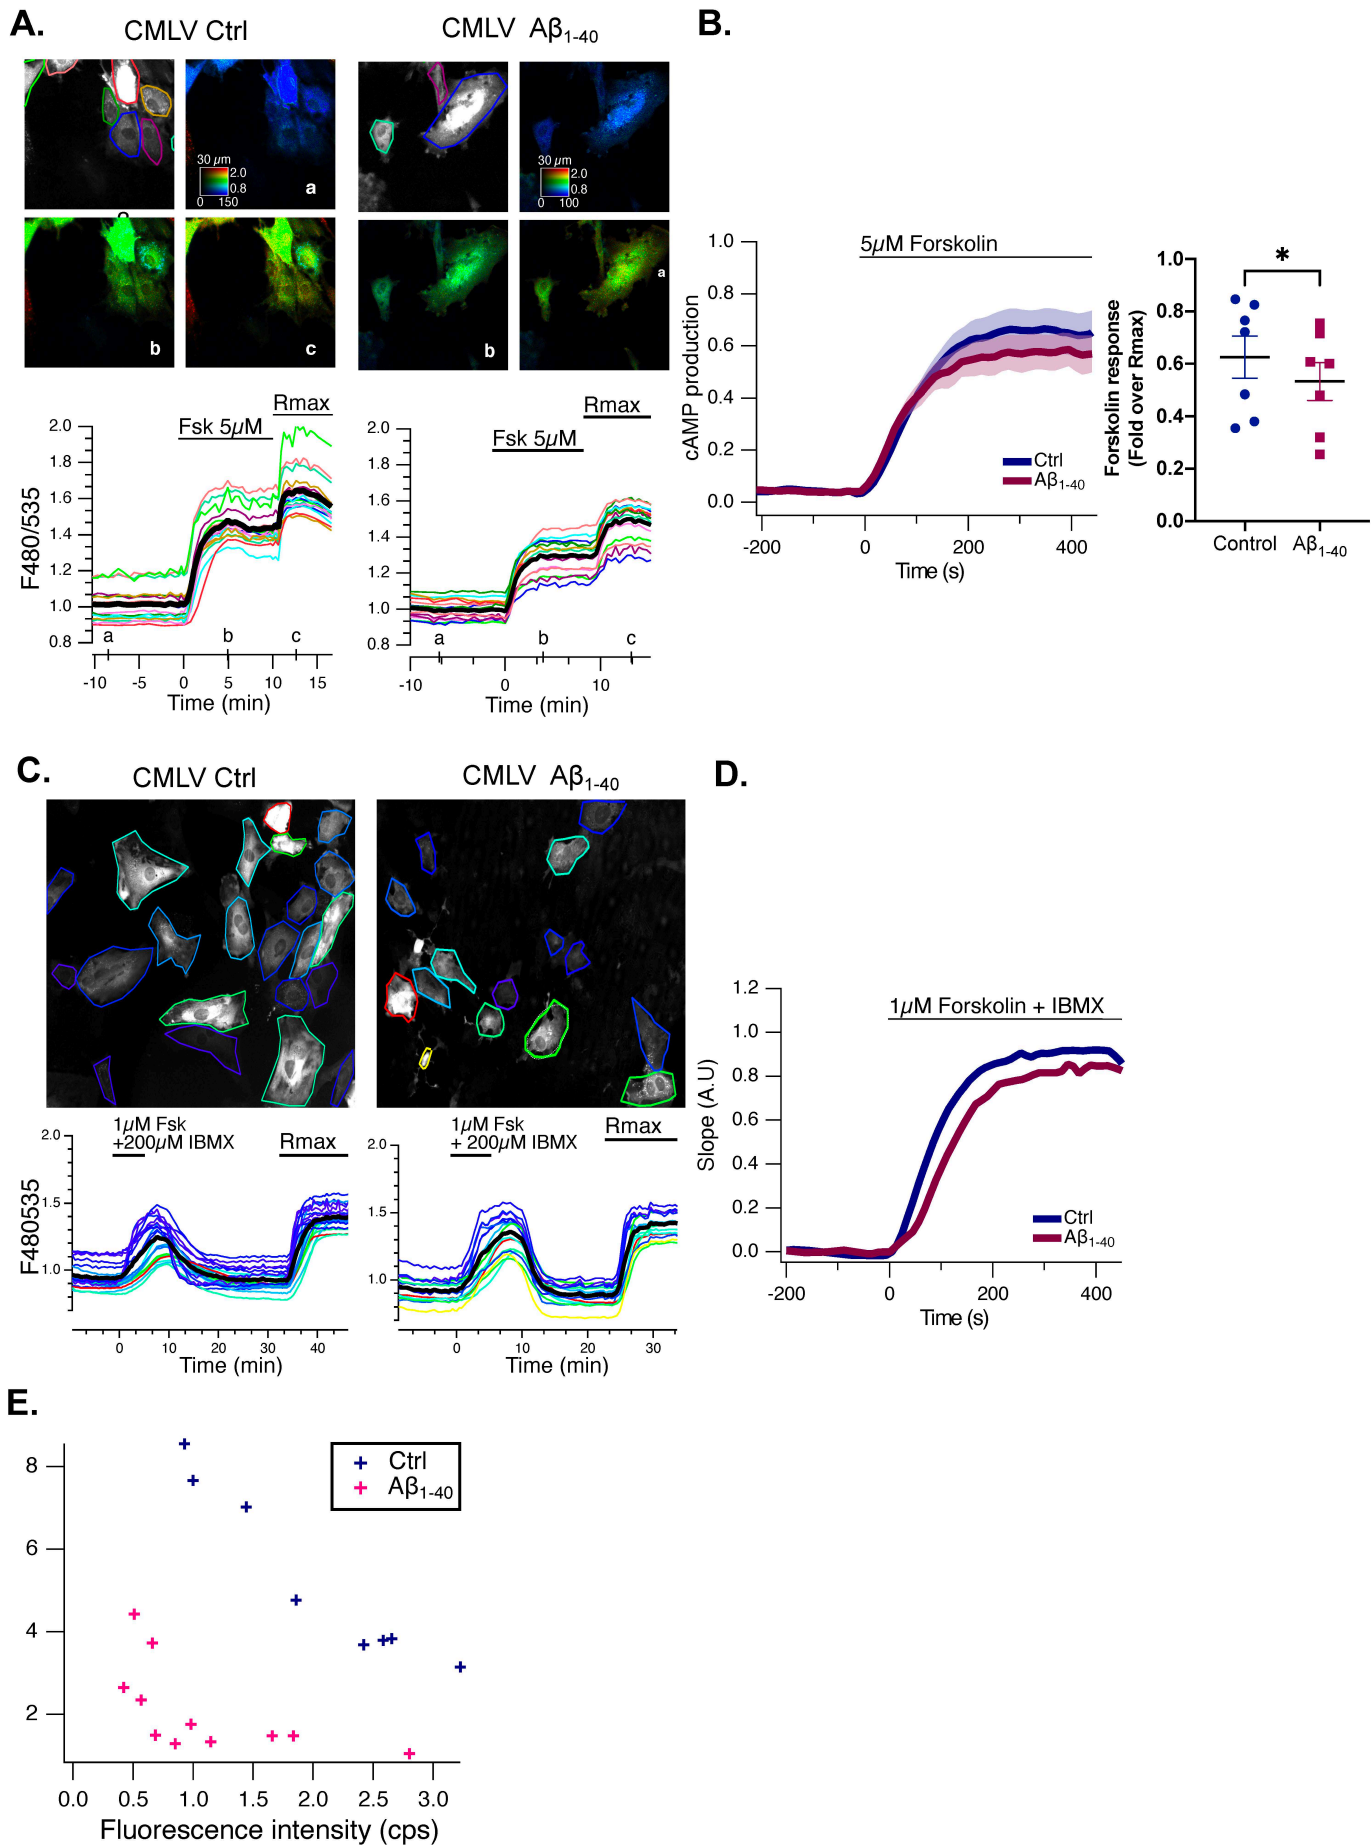 A.
CMLV Ctrl
CMLV Aβ1-40
30 µm
2.0
0.8
0 150
a
30 µm
2.0
0.8
0 100
b
c
b
a
Fsk 5µM
Rmax
F480/535
2.0
1.8
1.6
1.4
1.2
1.0
0.8
a b c
-10 -5 0 5 10 15
Time (min)
Fsk 5µM
Rmax
2.0
1.8
1.6
1.4
1.2
1.0
0.8
a b c
-10 0 10
Time (min)
B.
5µM Forskolin
cAMP production
1.0
0.8
0.6
0.4
0.2
0.0
Ctrl
Aβ1-40
-200 0 200 400
Time (s)
*
Forskolin response
(Fold over Rmax)
1.0
0.8
0.6
0.4
0.2
0.0
Control Aβ1-40
C.
CMLV Ctrl
CMLV Aβ1-40
1µM Fsk
+200µM IBMX
Rmax
F480535
2.0
1.5
1.0
0 10 20 30 40
Time (min)
1µM Fsk
+ 200µM IBMX
Rmax
2.0
1.5
1.0
0 10 20 30
Time (min)
D.
1µM Forskolin + IBMX
Slope (A.U)
1.2
1.0
0.8
0.6
0.4
0.2
0.0
Ctrl
Aβ1-40
-200 0 200 400
Time (s)
E.
Ctrl
Aβ1-40
8
6
4
2
0.0 0.5 1.0 1.5 2.0 2.5 3.0
Fluorescence intensity (cps)